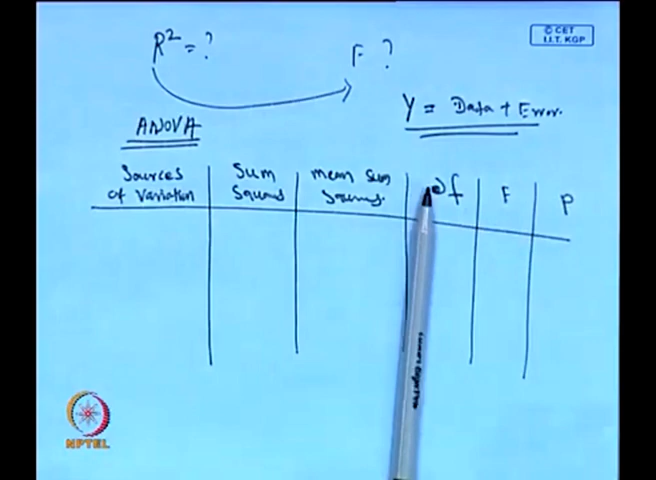 R² = ?
F ?
© CET
I.I.T. KGP
Y = Data + Error.
ANOVA
Sources of Variation
Sum Squares
mean sum Squares.
df
F
P
NPTEL